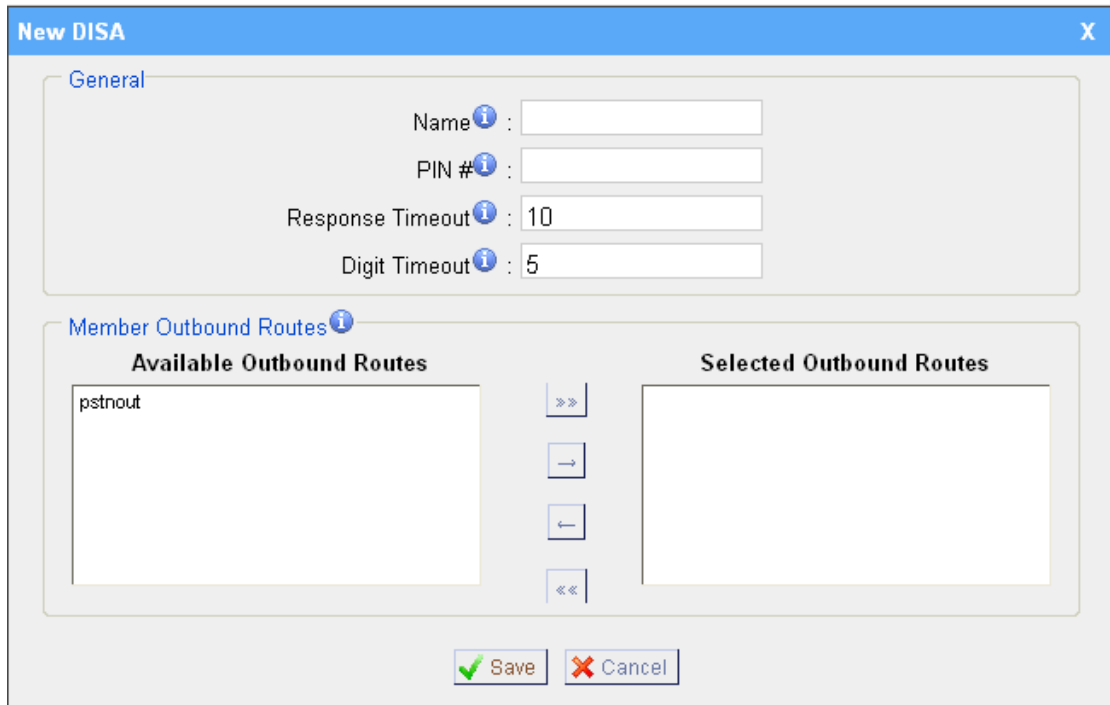 New DISA X
General
Name i :
PIN # i :
Response Timeout i : 10
Digit Timeout i : 5
Member Outbound Routes i
Available Outbound Routes Selected Outbound Routes
pstnout
»»
→
←
««
Save Cancel